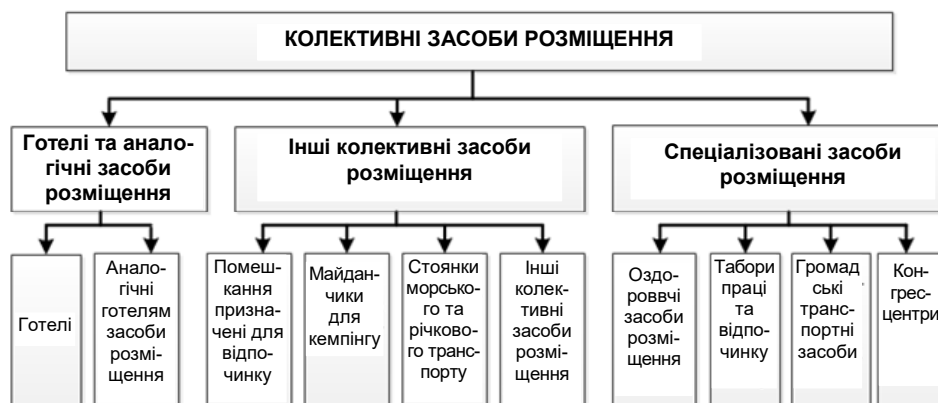 КОЛЕКТИВНІ ЗАСОБИ РОЗМІЩЕННЯ
Готелі та анало-
гічні засоби
розміщення
Інші колективні засоби
розміщення
Спеціалізовані засоби
розміщення
Готелі
Анало-
гічні
готелям
засоби
розмі-
щення
Помеш-
кання
призна-
чені для
відпо-
чинку
Майдан-
чики
для
кемпінгу
Стоянки
морсько-
го та
річково-
го транс-
порту
Інші
колек-
тивні
засоби
розмі-
щення
Оздо-
роввчі
засоби
розмі-
щення
Табори
праці та
відпо-
чинку
Громад
ські
транс-
портні
засоби
Кон-
грес-
центри